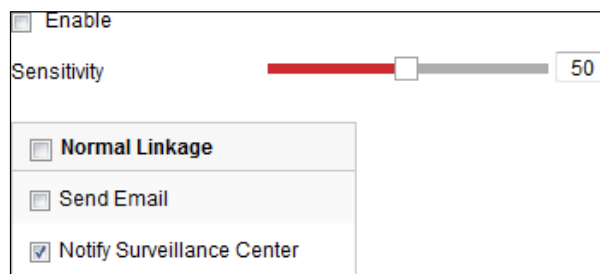 Enable
Sensitivity 50
Normal Linkage
Send Email
Notify Surveillance Center